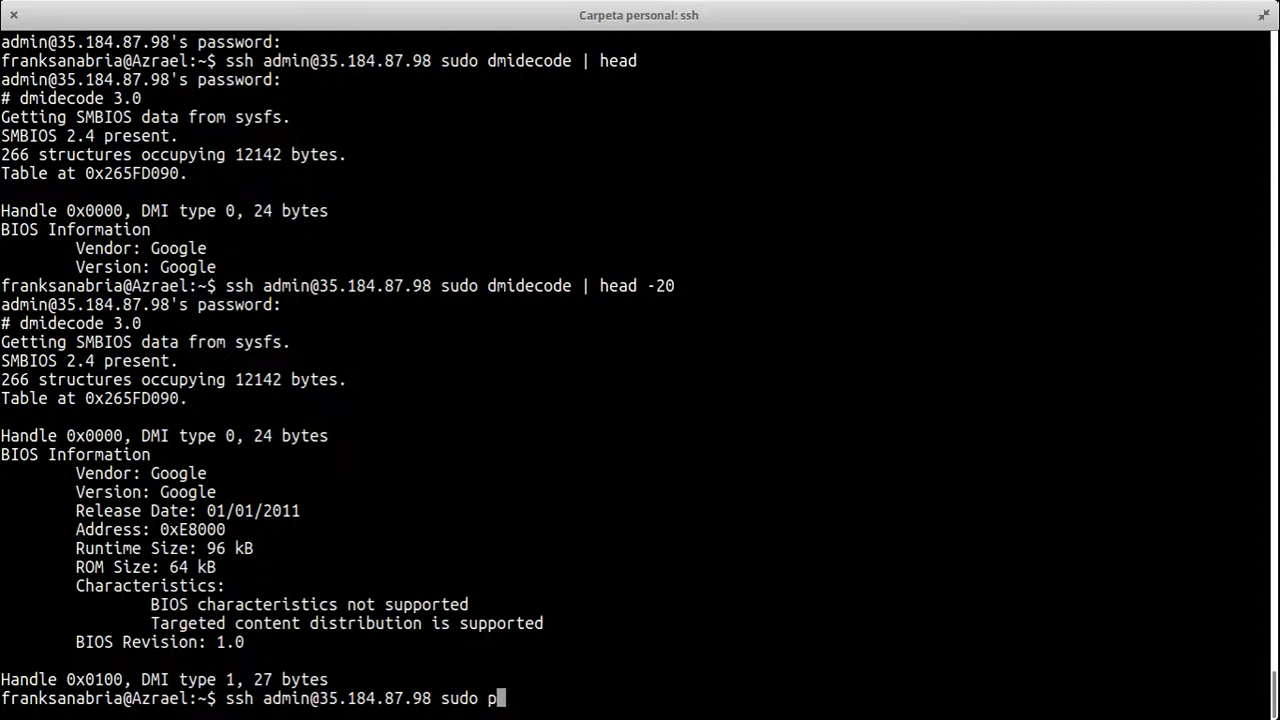 Carpeta personal: ssh
admin@35.184.87.98's password:
franksanabria@Azrael:~$ ssh admin@35.184.87.98 sudo dmidecode | head
admin@35.184.87.98's password:
# dmidecode 3.0
Getting SMBIOS data from sysfs.
SMBIOS 2.4 present.
266 structures occupying 12142 bytes.
Table at 0x265FD090.

Handle 0x0000, DMI type 0, 24 bytes
BIOS Information
        Vendor: Google
        Version: Google
franksanabria@Azrael:~$ ssh admin@35.184.87.98 sudo dmidecode | head -20
admin@35.184.87.98's password:
# dmidecode 3.0
Getting SMBIOS data from sysfs.
SMBIOS 2.4 present.
266 structures occupying 12142 bytes.
Table at 0x265FD090.

Handle 0x0000, DMI type 0, 24 bytes
BIOS Information
        Vendor: Google
        Version: Google
        Release Date: 01/01/2011
        Address: 0xE8000
        Runtime Size: 96 kB
        ROM Size: 64 kB
        Characteristics:
                BIOS characteristics not supported
                Targeted content distribution is supported
        BIOS Revision: 1.0

Handle 0x0100, DMI type 1, 27 bytes
franksanabria@Azrael:~$ ssh admin@35.184.87.98 sudo p